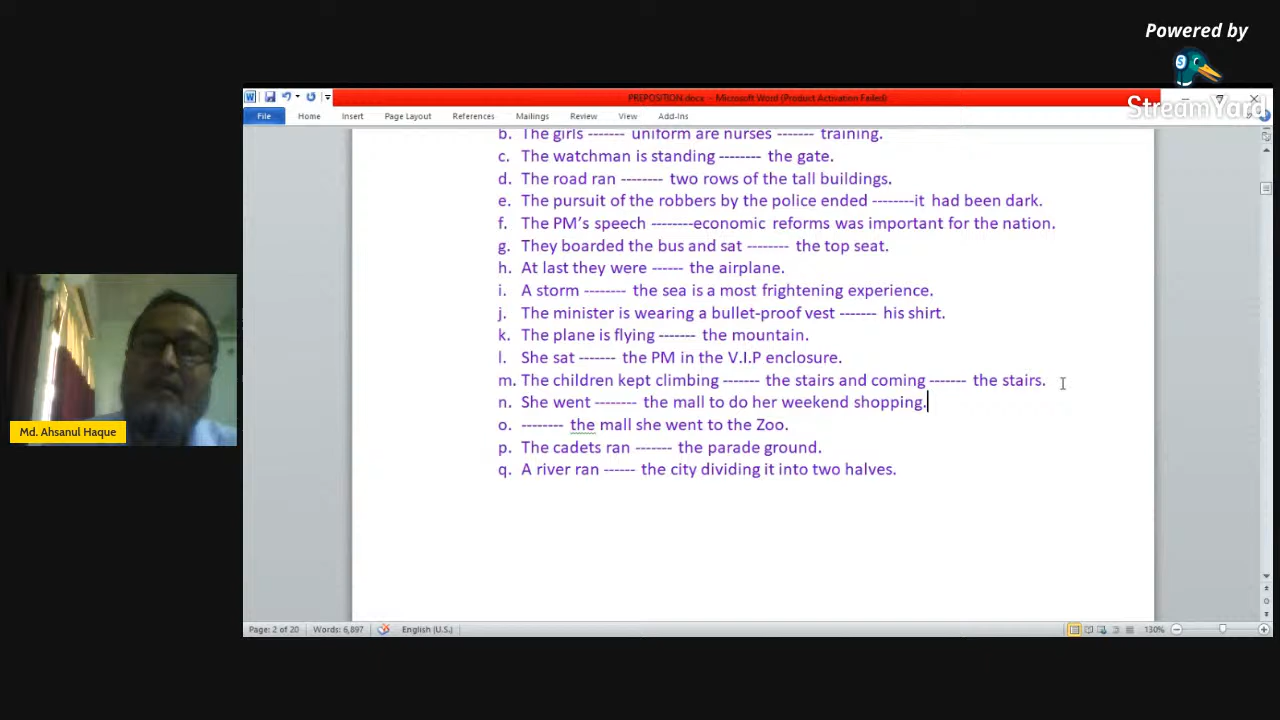 Powered by
StreamYard
PREPOSITION.docx - Microsoft Word (Product Activation Failed)
File Home Insert Page Layout References Mailings Review View Add-Ins
b. The girls ------- uniform are nurses ------- training.
c. The watchman is standing -------- the gate.
d. The road ran -------- two rows of the tall buildings.
e. The pursuit of the robbers by the police ended --------it had been dark.
f. The PM's speech --------economic reforms was important for the nation.
g. They boarded the bus and sat -------- the top seat.
h. At last they were ------ the airplane.
i. A storm -------- the sea is a most frightening experience.
j. The minister is wearing a bullet-proof vest ------- his shirt.
k. The plane is flying ------- the mountain.
l. She sat ------- the PM in the V.I.P enclosure.
m. The children kept climbing ------- the stairs and coming ------- the stairs.
n. She went -------- the mall to do her weekend shopping.
o. -------- the mall she went to the Zoo.
p. The cadets ran ------- the parade ground.
q. A river ran ------ the city dividing it into two halves.
Md. Ahsanul Haque
Page: 2 of 20 Words: 6,897 English (U.S.) 130%